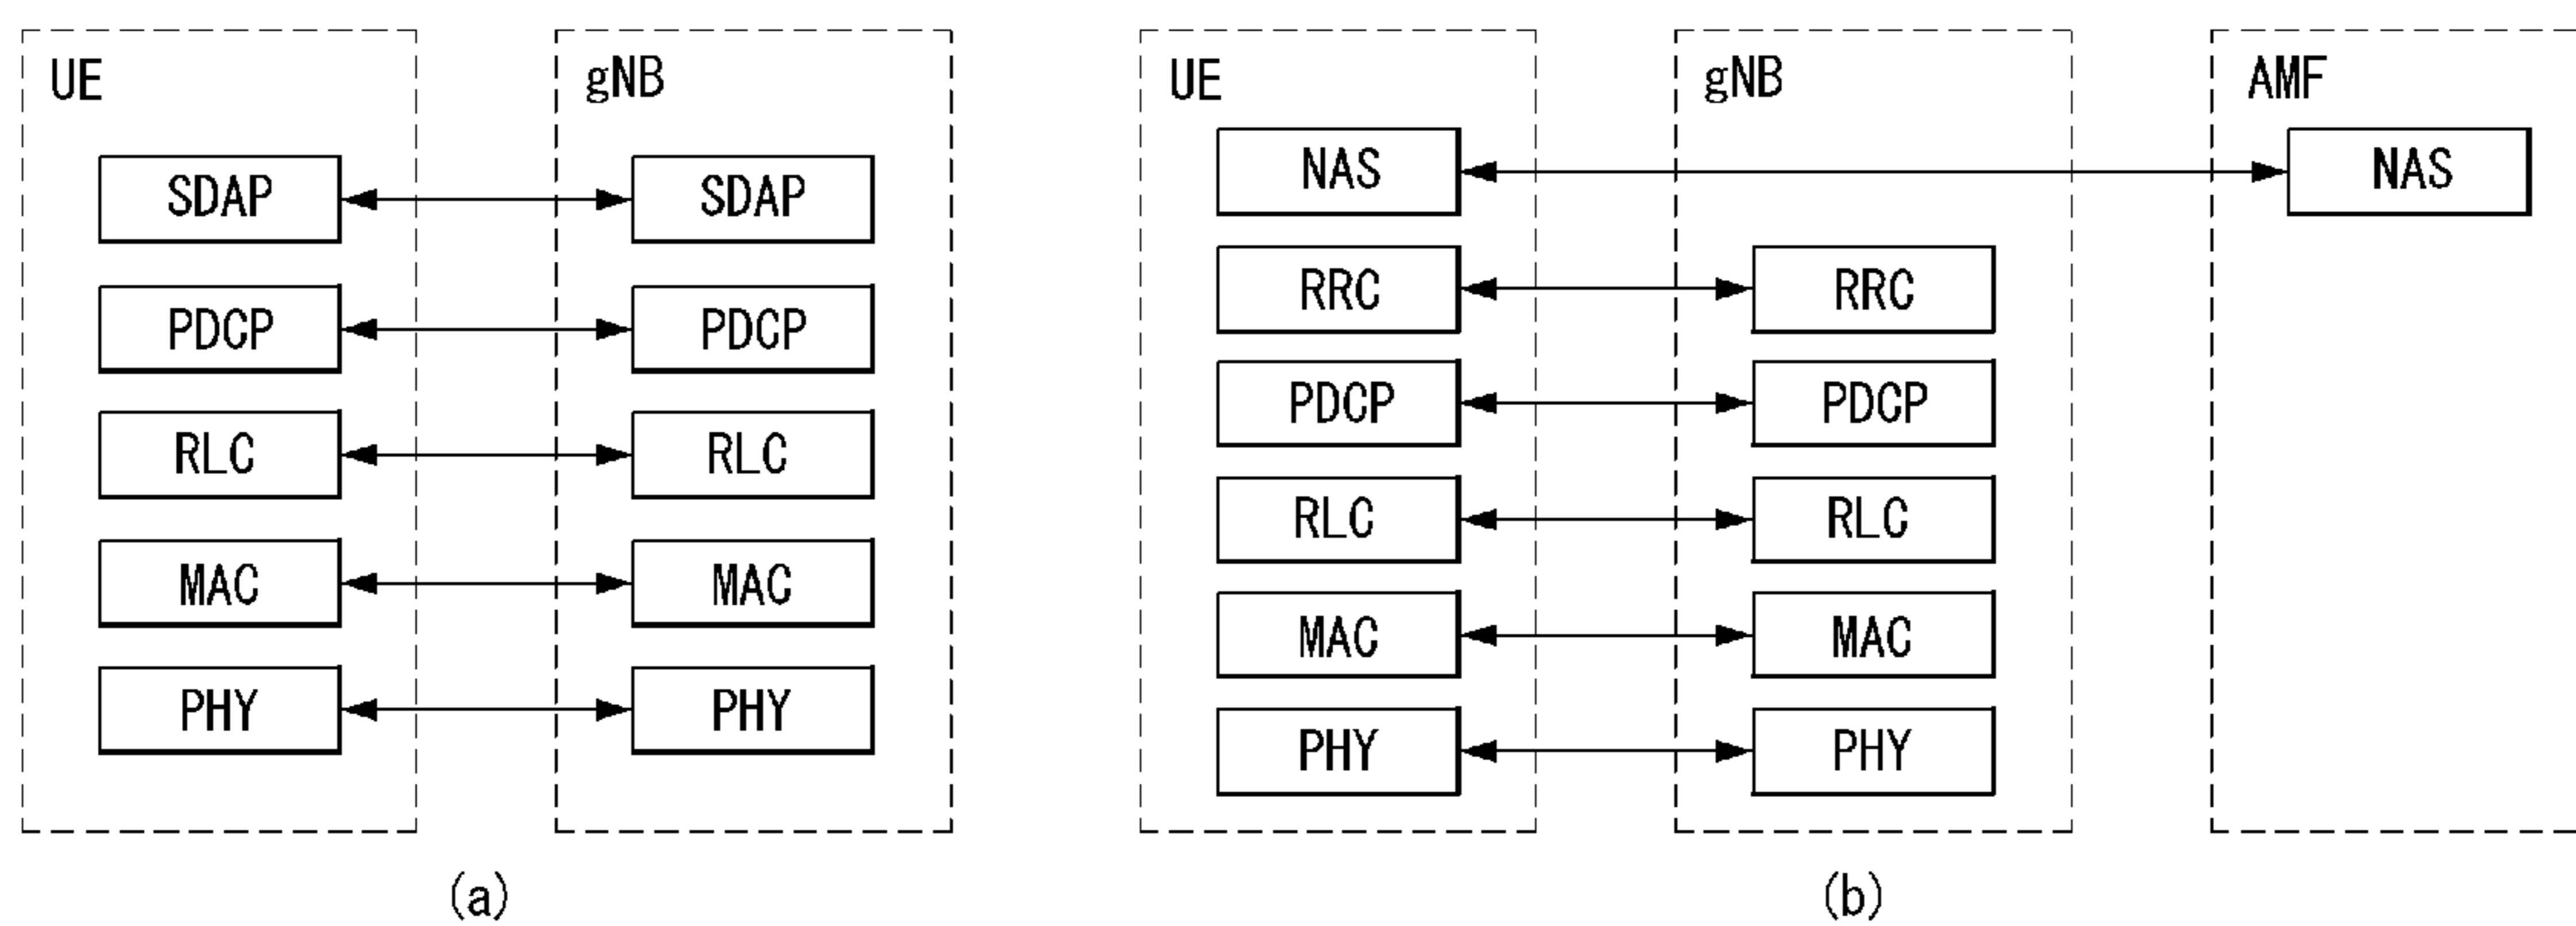 UE gNB
SDAP SDAP
PDCP PDCP
RLC RLC
MAC MAC
PHY PHY
(a)
UE gNB AMF
NAS NAS
RRC RRC
PDCP PDCP
RLC RLC
MAC MAC
PHY PHY
(b)